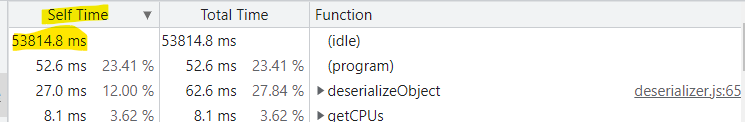 Self Time ▼ Total Time Function
53814.8 ms 53814.8 ms (idle)
52.6 ms 23.41 % 52.6 ms 23.41 % (program)
27.0 ms 12.00 % 62.6 ms 27.84 % ▶ deserializeObject deserializer.js:65
8.1 ms 3.62 % 8.1 ms 3.62 % ▶ getCPUs